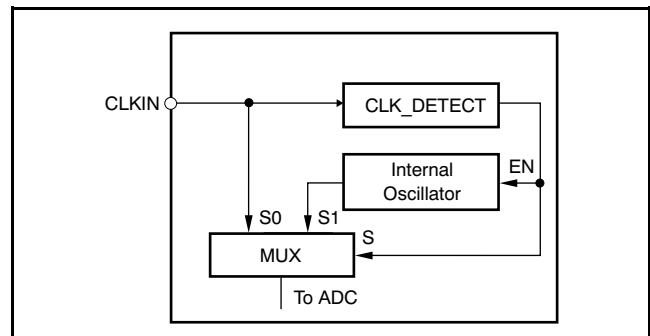 CLKIN
CLK_DETECT
Internal
Oscillator
EN
S0
S1
S
MUX
To ADC